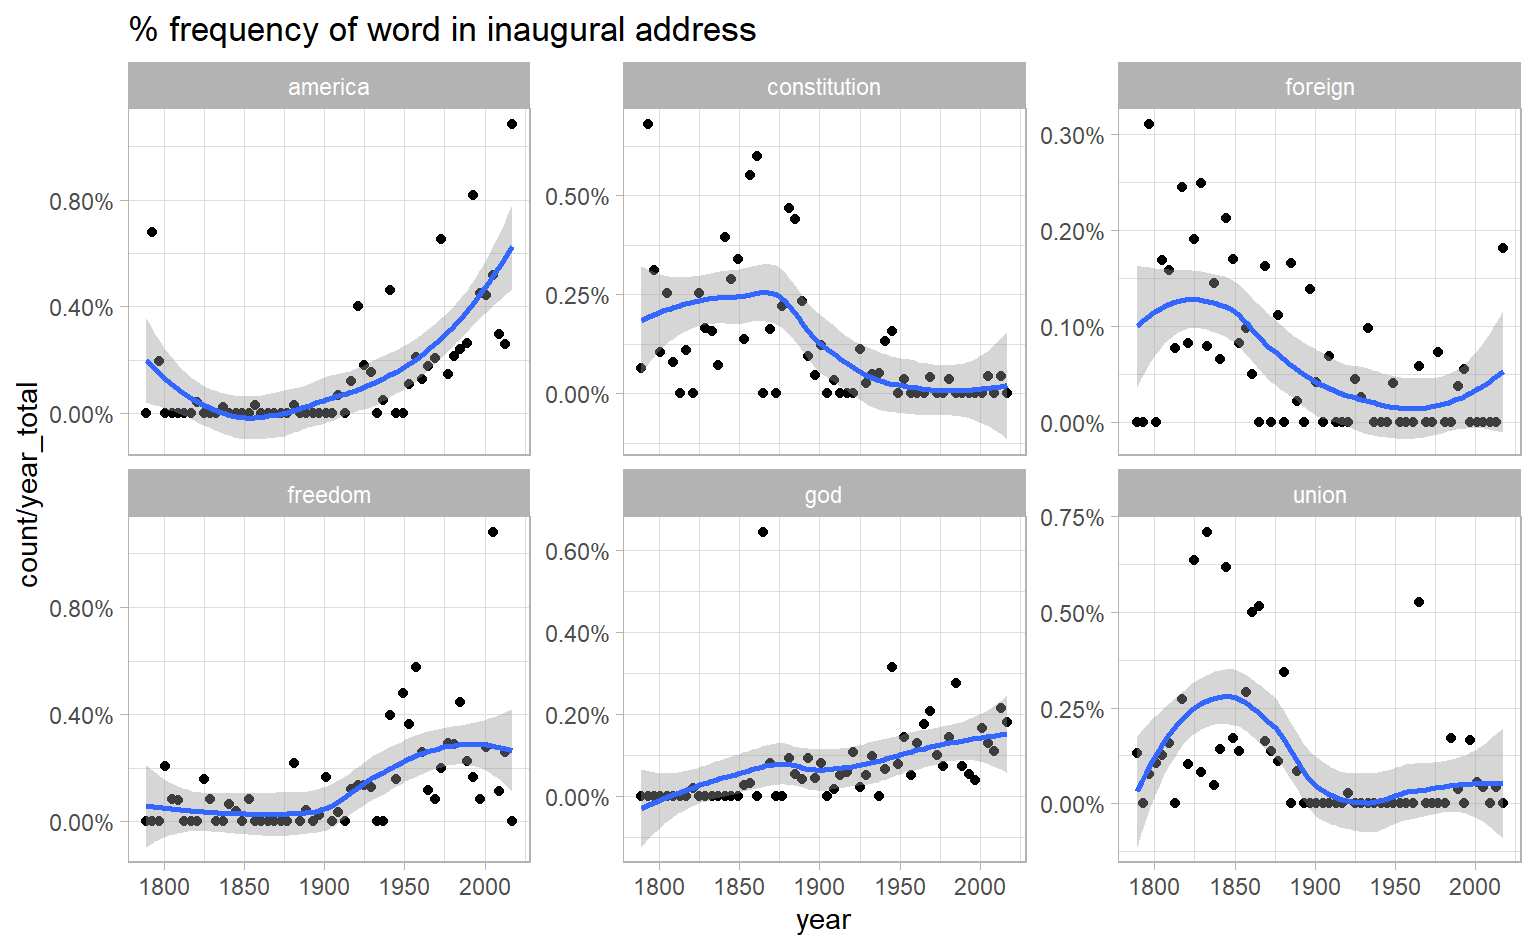 % frequency of word in inaugural address
america
constitution
foreign
0.80%
0.40%
0.00%
0.50%
0.25%
0.00%
0.30%
0.20%
0.10%
0.00%
count/year_total
freedom
god
union
0.80%
0.40%
0.00%
0.60%
0.40%
0.20%
0.00%
0.75%
0.50%
0.25%
0.00%
1800 1850 1900 1950 2000
1800 1850 1900 1950 2000
1800 1850 1900 1950 2000
year